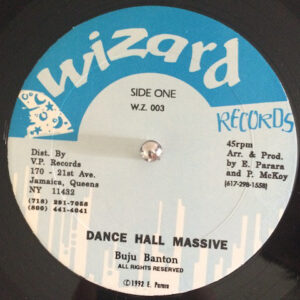 Wizard
SIDE ONE
W.Z. 003
RECORDS
Dist. By
V.P. Records
170 - 21st Ave.
Jamaica, Queens
NY 11432
(718) 291-7058
(800) 441-4041
45rpm
Arr. & Prod.
by E. Parara
and P. McKoy
(617-298-1558)
DANCE HALL MASSIVE
Buju Banton
ALL RIGHTS RESERVED
©1992 E. Parara